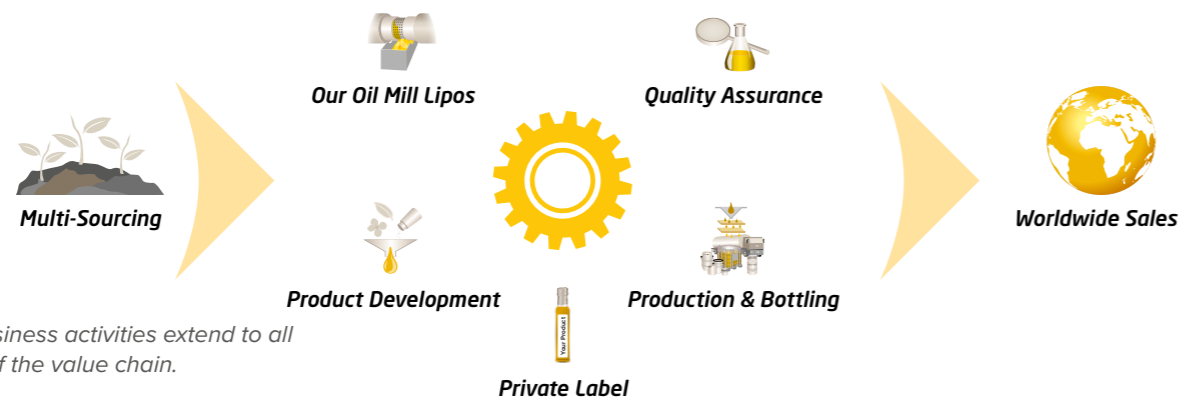 Our Oil Mill Lipos
Quality Assurance
Multi-Sourcing
Worldwide Sales
Product Development
Production & Bottling
Your Product
Private Label
siness activities extend to all
f the value chain.